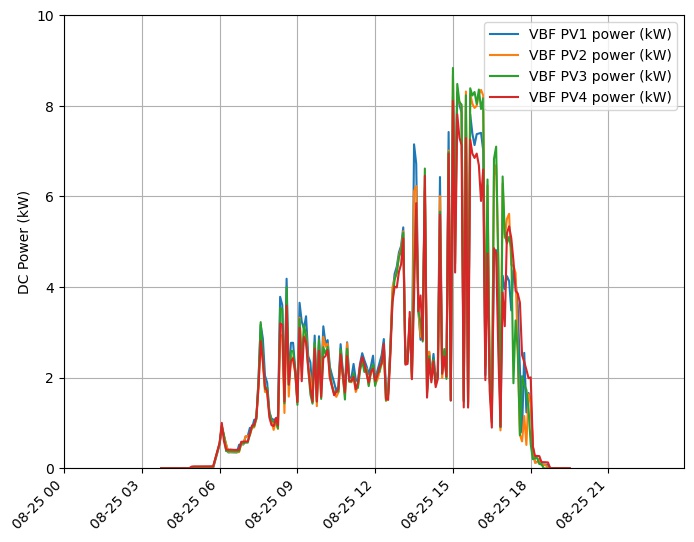 10
8
6
4
2
0
DC Power (kW)
VBF PV1 power (kW)
VBF PV2 power (kW)
VBF PV3 power (kW)
VBF PV4 power (kW)
08-25 00
08-25 03
08-25 06
08-25 09
08-25 12
08-25 15
08-25 18
08-25 21